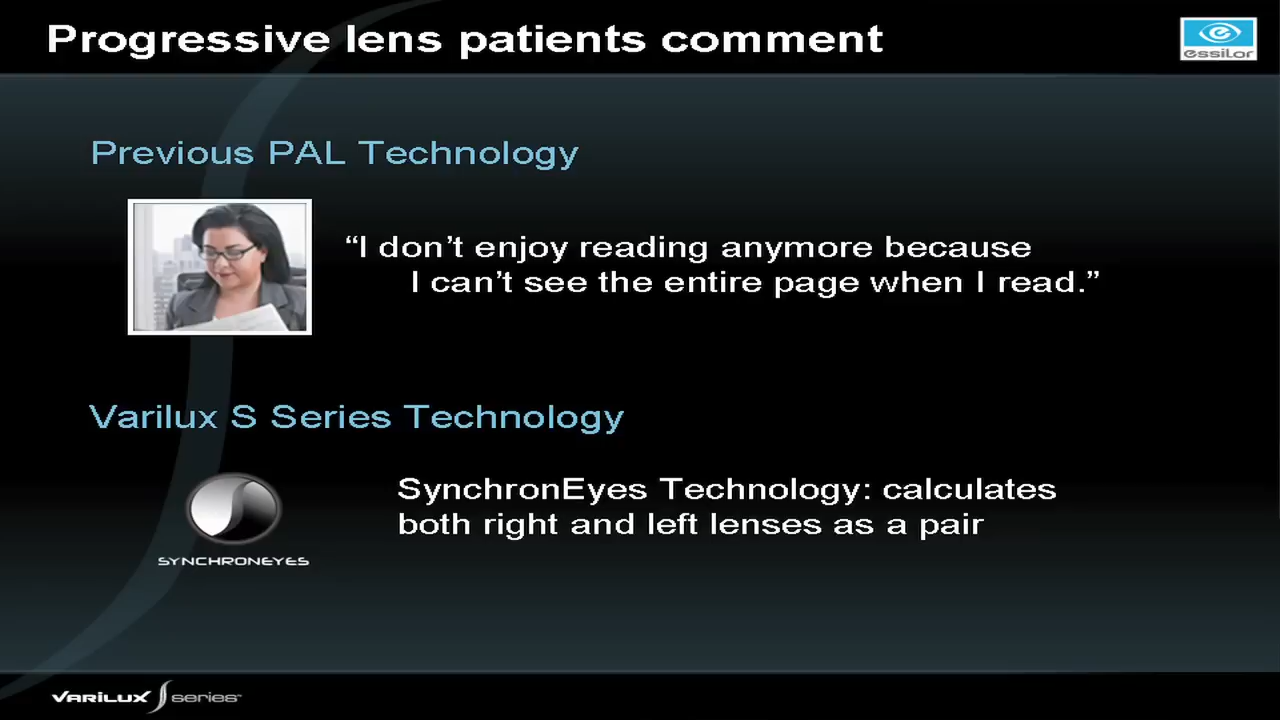 Progressive lens patients comment
essilor
Previous PAL Technology
“I don’t enjoy reading anymore because
I can’t see the entire page when I read.”
Varilux S Series Technology
SynchronEyes Technology: calculates
both right and left lenses as a pair
SYNCHRONEYES
VARILUX S series™